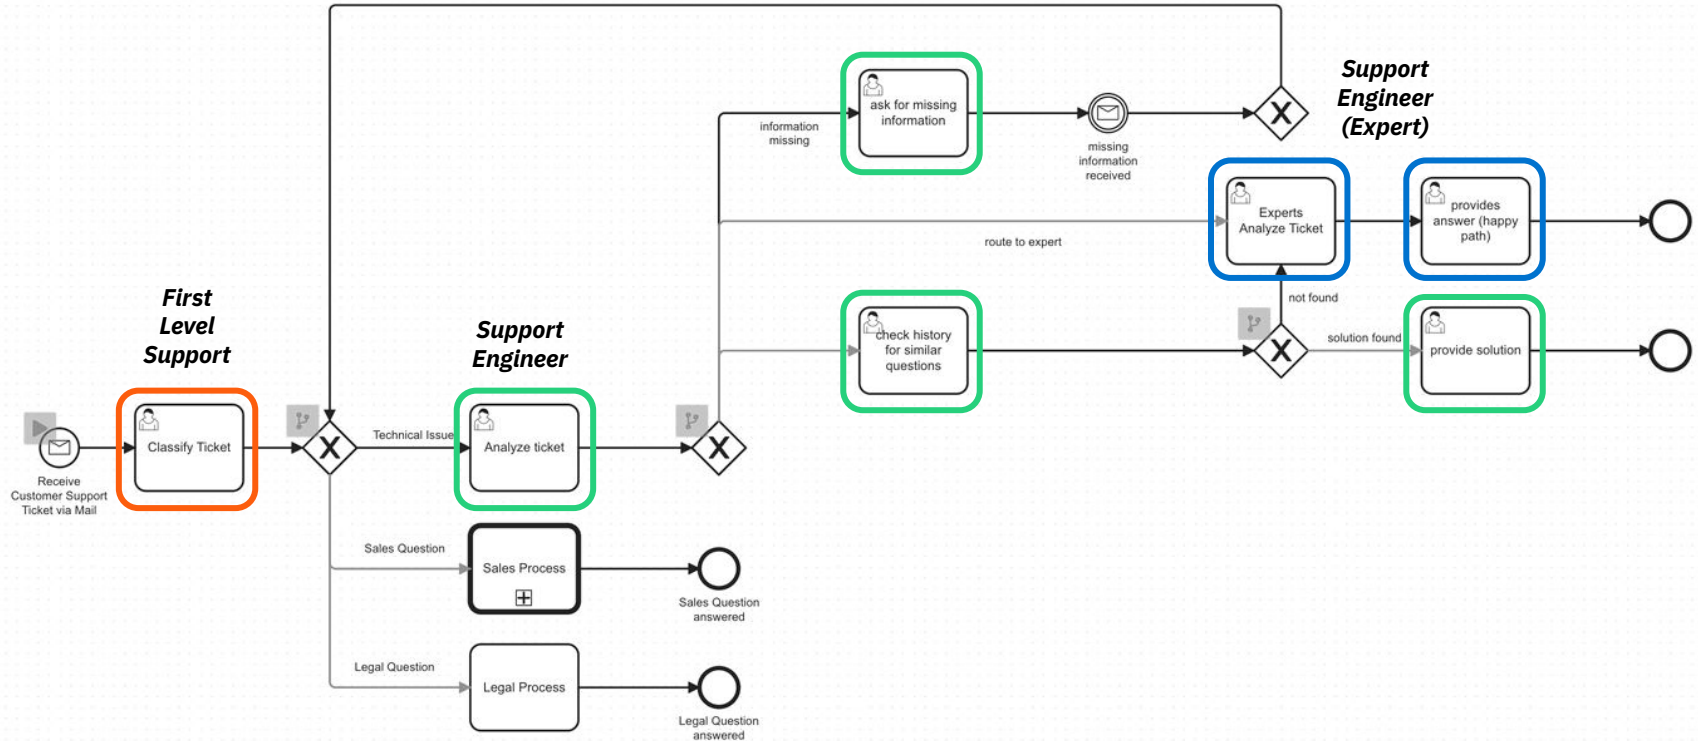 Support
Engineer
(Expert)
ask for missing
information
information
missing
missing
information
received
Experts
Analyze Ticket
provides
answer (happy
path)
route to expert
not found
First
Level
Support
Support
Engineer
check history
for similar
questions
solution found
provide solution
Classify Ticket
Technical Issue
Analyze ticket
Receive
Customer Support
Ticket via Mail
Sales Question
Sales Process
Sales Question
answered
Legal Question
Legal Process
Legal Question
answered